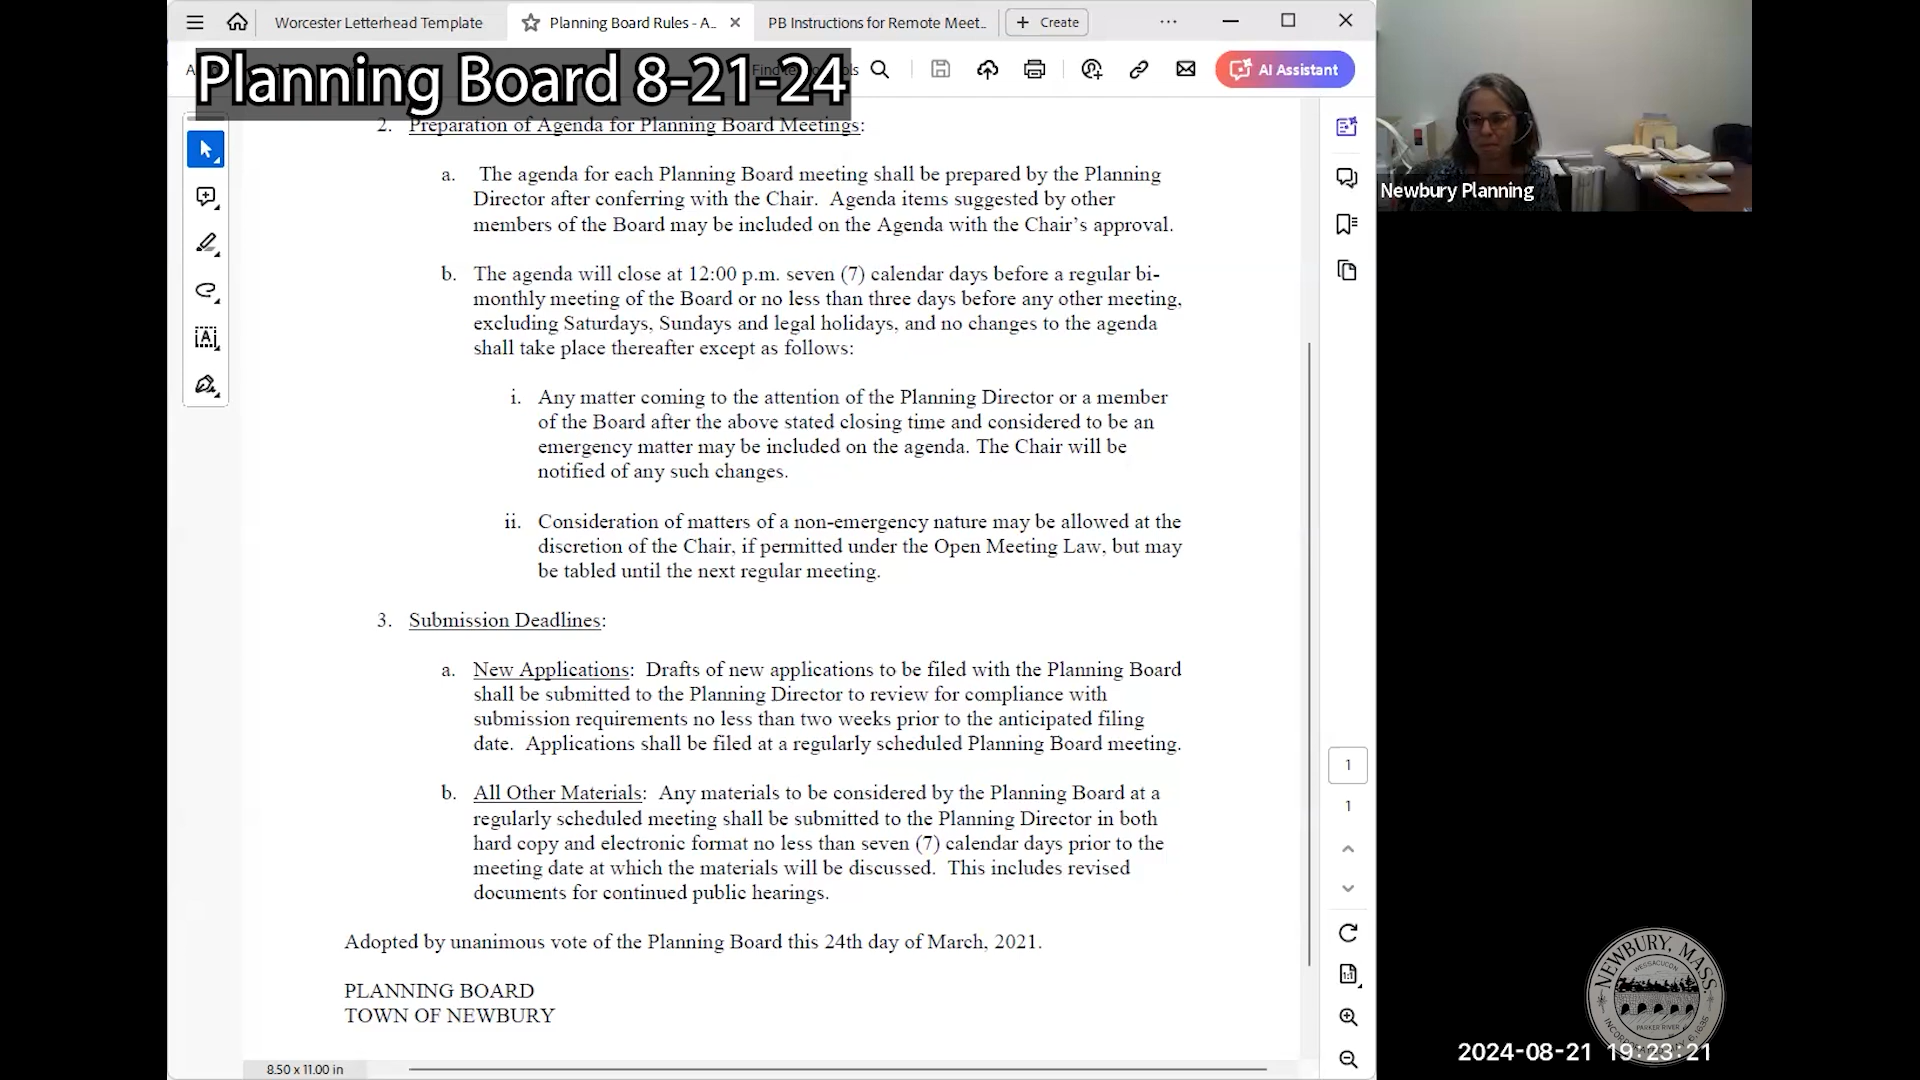 Worcester Letterhead Template
Planning Board Rules - A..
PB Instructions for Remote Meet..
+ Create
AI Assistant
Planning Board 8-21-24
2. Preparation of Agenda for Planning Board Meetings:
a. The agenda for each Planning Board meeting shall be prepared by the Planning
Director after conferring with the Chair. Agenda items suggested by other
members of the Board may be included on the Agenda with the Chair's approval.
b. The agenda will close at 12:00 p.m. seven (7) calendar days before a regular bi-
monthly meeting of the Board or no less than three days before any other meeting,
excluding Saturdays, Sundays and legal holidays, and no changes to the agenda
shall take place thereafter except as follows:
i. Any matter coming to the attention of the Planning Director or a member
of the Board after the above stated closing time and considered to be an
emergency matter may be included on the agenda. The Chair will be
notified of any such changes.
ii. Consideration of matters of a non-emergency nature may be allowed at the
discretion of the Chair, if permitted under the Open Meeting Law, but may
be tabled until the next regular meeting.
3. Submission Deadlines:
a. New Applications: Drafts of new applications to be filed with the Planning Board
shall be submitted to the Planning Director to review for compliance with
submission requirements no less than two weeks prior to the anticipated filing
date. Applications shall be filed at a regularly scheduled Planning Board meeting.
b. All Other Materials: Any materials to be considered by the Planning Board at a
regularly scheduled meeting shall be submitted to the Planning Director in both
hard copy and electronic format no less than seven (7) calendar days prior to the
meeting date at which the materials will be discussed. This includes revised
documents for continued public hearings.
Adopted by unanimous vote of the Planning Board this 24th day of March, 2021.
PLANNING BOARD
TOWN OF NEWBURY
8.50 x 11.00 in
1
1
1:1
Newbury Planning
NEWBURY, MASS.
WESSACUCON
PARKER RIVER
2024-08-21 19:23:21